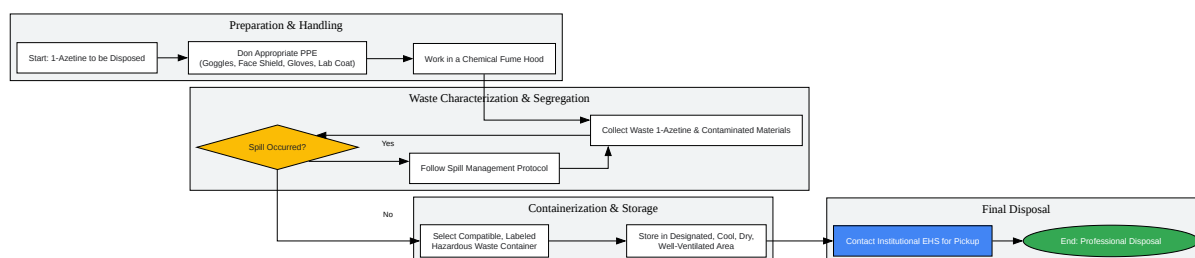 Preparation & Handling
Start: 1-Azetine to be Disposed
Don Appropriate PPE
(Goggles, Face Shield, Gloves, Lab Coat)
Work in a Chemical Fume Hood
Waste Characterization & Segregation
Collect Waste 1-Azetine & Contaminated Materials
Spill Occurred?
Yes
Follow Spill Management Protocol
No
Containerization & Storage
Select Compatible, Labeled
Hazardous Waste Container
Store in Designated, Cool, Dry,
Well-Ventilated Area
Final Disposal
Contact Institutional EHS for Pickup
End: Professional Disposal